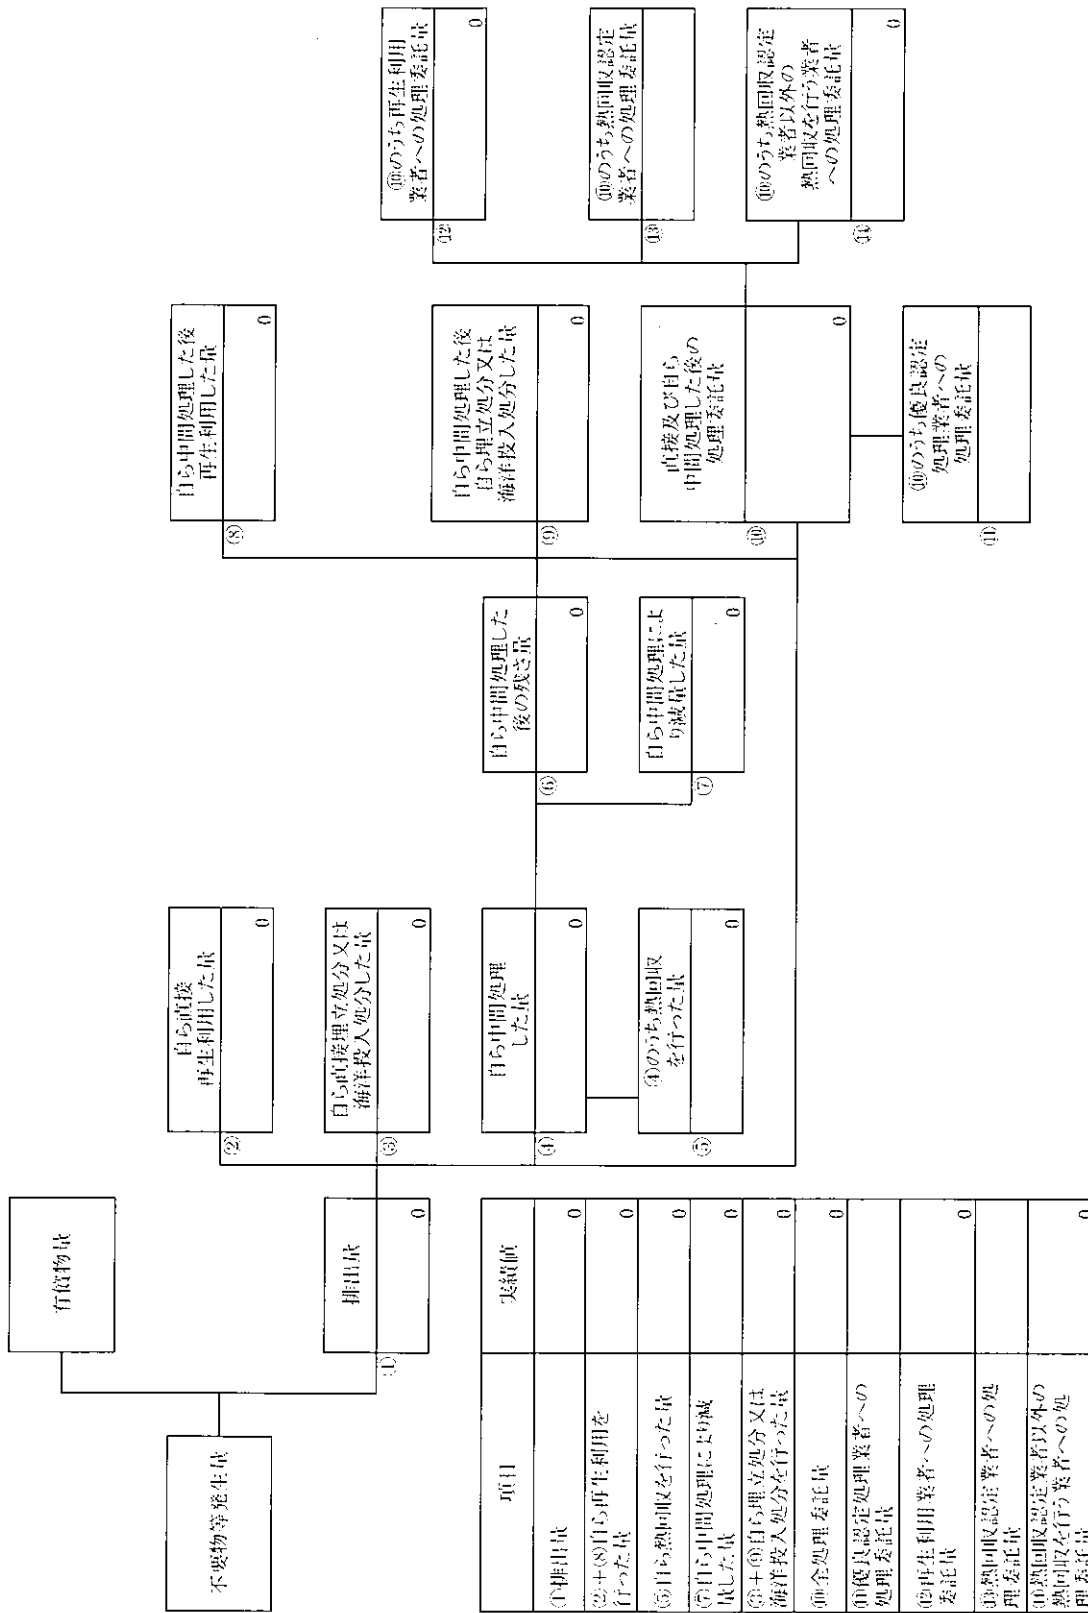 不要物等発生量
有償物量
排出量
①
0
自ら直接
再生利用した量
②
0
自ら直接埋立処分又は
海洋投入処分した量
③
0
自ら中間処理
した量
④
0
④のうち熱回収
を行った量
⑤
0
自ら中間処理した
後の残さ量
⑥
0
自ら中間処理によ
り減量した量
⑦
0
自ら中間処理した後
再生利用した量
⑧
0
自ら中間処理した後
自ら埋立処分又は
海洋投入処分した量
⑨
0
直接及び自ら
中間処理した後の
処理委託量
⑩
0
⑩のうち優良認定
処理業者への
処理委託量
⑪
⑩のうち再生利用
業者への処理委託量
⑫
0
⑩のうち熱回収認定
業者への処理委託量
⑬
0
⑩のうち熱回収認定
業者以外の
熱回収を行う業者
への処理委託量
⑭
0
項目 実績値
①排出量 0
②+⑧自ら再生利用を
行った量 0
⑤自ら熱回収を行った量 0
⑦自ら中間処理により減
量した量 0
③+⑨自ら埋立処分又は
海洋投入処分を行った量 0
⑩全処理委託量 0
⑪優良認定処理業者への
処理委託量
⑫再生利用業者への処理
委託量 0
⑬熱回収認定業者への処
理委託量
⑭熱回収認定業者以外の
熱回収を行う業者への処
理委託量 0